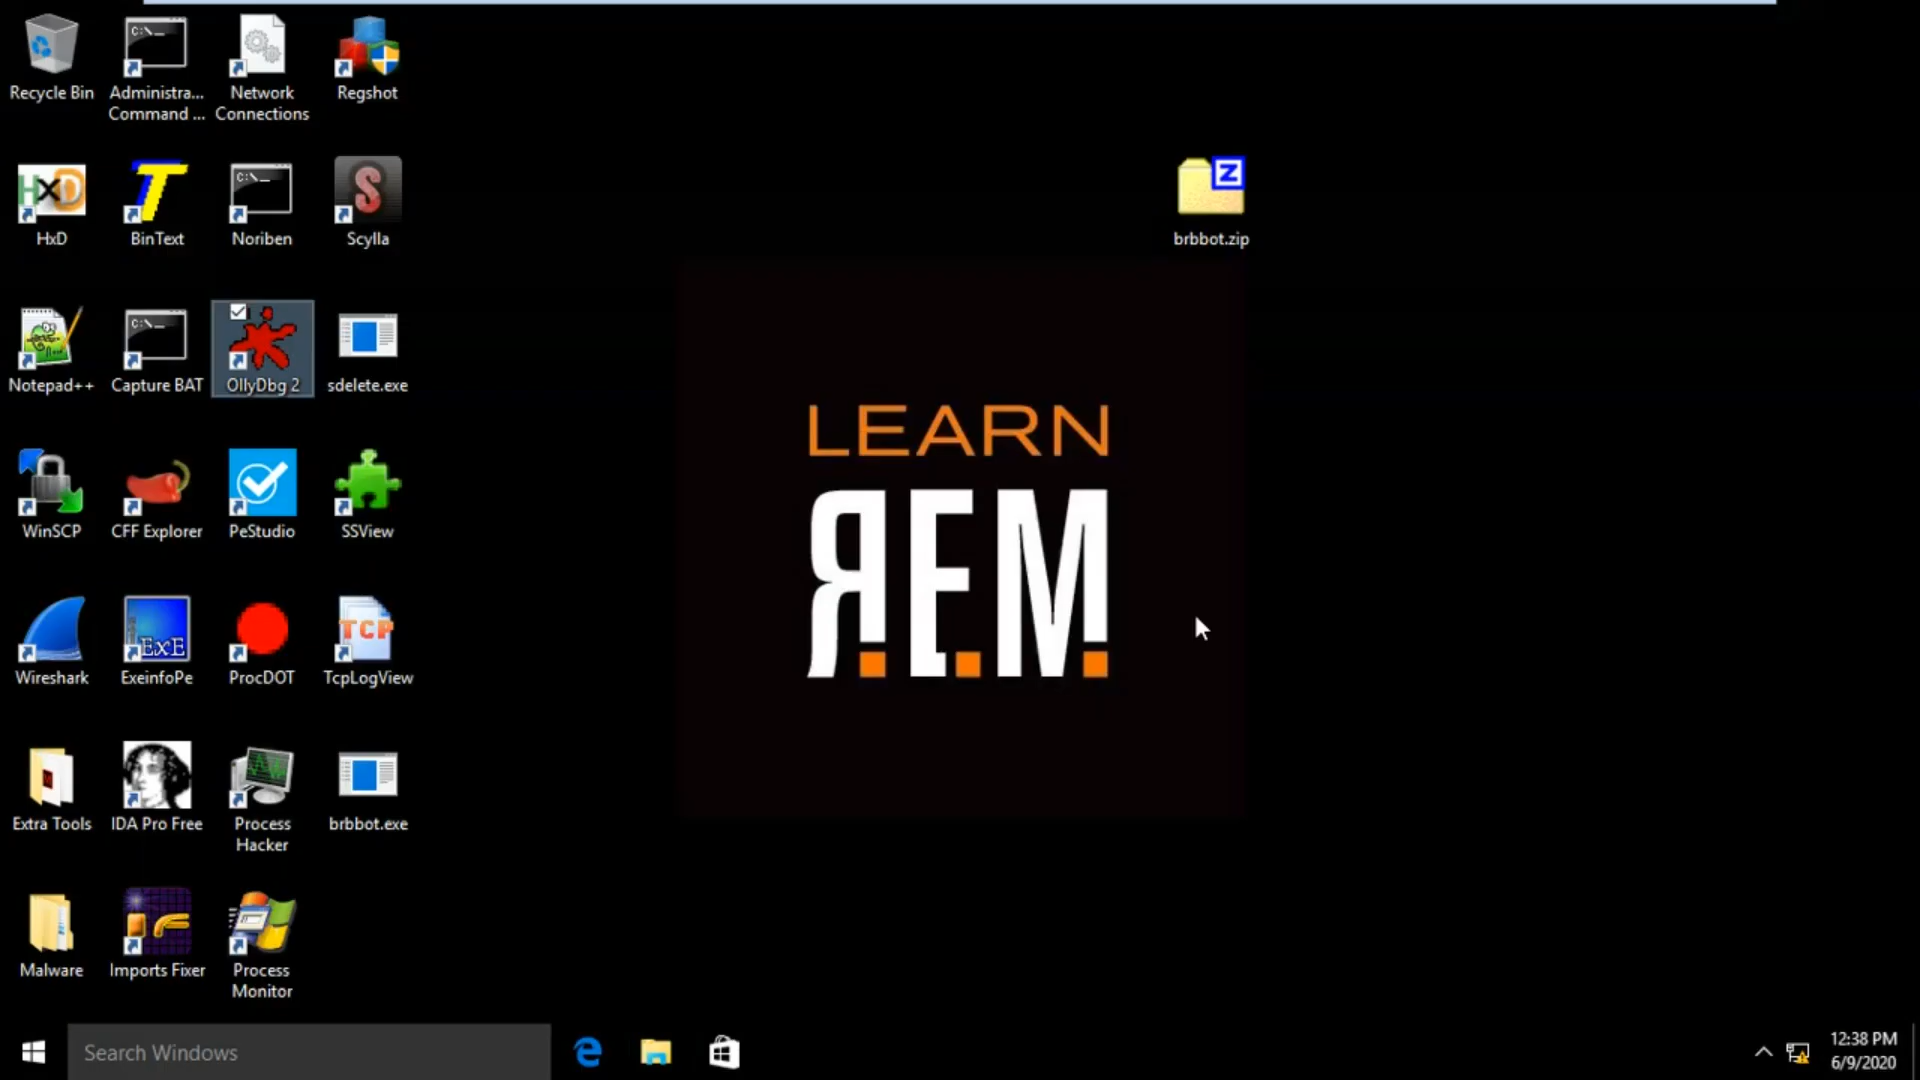 Recycle Bin
Administra...
Command ...
Network
Connections
Regshot
HxD
BinText
Noriben
Scylla
brbbot.zip
Notepad++
Capture BAT
OllyDbg 2
sdelete.exe
LEARN
REM
WinSCP
CFF Explorer
PeStudio
SSView
Wireshark
ExeinfoPe
ProcDOT
TcpLogView
Extra Tools
IDA Pro Free
Process
Hacker
brbbot.exe
Malware
Imports Fixer
Process
Monitor
Search Windows
12:38 PM
6/9/2020